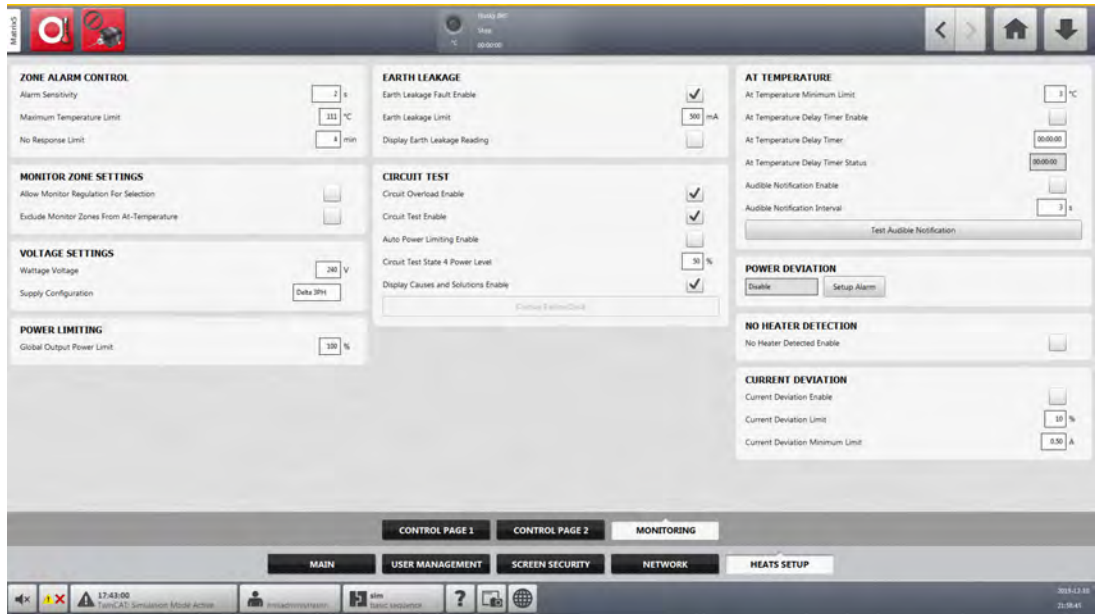 MatrixS
Stop
°C
00:00:00
ZONE ALARM CONTROL
Alarm Sensitivity
2 s
Maximum Temperature Limit
111 °C
No Response Limit
min
MONITOR ZONE SETTINGS
Allow Monitor Regulation For Selection
Exclude Monitor Zones From At-Temperature
VOLTAGE SETTINGS
Wattage Voltage
240 V
Supply Configuration
Delta 3PH
POWER LIMITING
Global Output Power Limit
100 %
EARTH LEAKAGE
Earth Leakage Fault Enable
Earth Leakage Limit
500 mA
Display Earth Leakage Reading
CIRCUIT TEST
Circuit Overload Enable
Circuit Test Enable
Auto Power Limiting Enable
Circuit Test State 4 Power Level
50 %
Display Causes and Solutions Enable
AT TEMPERATURE
At Temperature Minimum Limit
3 °C
At Temperature Delay Timer Enable
At Temperature Delay Timer
00:00:00
At Temperature Delay Timer Status
00:00:00
Audible Notification Enable
Audible Notification Interval
3 s
Test Audible Notification
POWER DEVIATION
Disable
Setup Alarm
NO HEATER DETECTION
No Heater Detected Enable
CURRENT DEVIATION
Current Deviation Enable
Current Deviation Limit
10 %
Current Deviation Minimum Limit
0.50 A
CONTROL PAGE 1
CONTROL PAGE 2
MONITORING
MAIN
USER MANAGEMENT
SCREEN SECURITY
NETWORK
HEATS SETUP
17:43:00
TwinCAT: Simulation Mode Active
sim
basic sequence
?
21:58:45